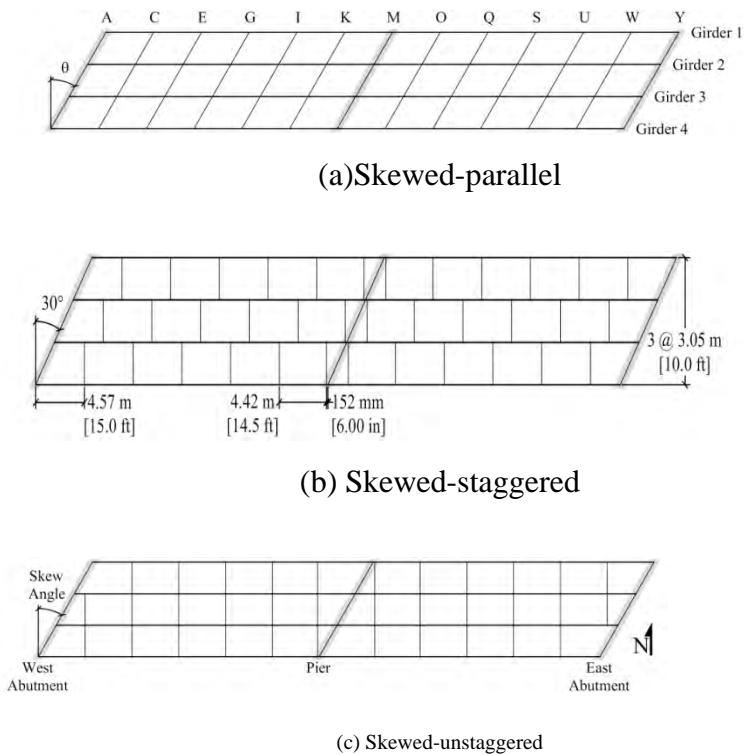 A C E G I K M O Q S U W Y
Girder 1
θ
Girder 2
Girder 3
Girder 4
(a)Skewed-parallel
30°
3 @ 3.05 m
[10.0 ft]
4.57 m 4.42 m 152 mm
[15.0 ft] [14.5 ft] [6.00 in]
(b) Skewed-staggered
Skew
Angle
N
West
Abutment
Pier
East
Abutment
(c) Skewed-unstaggered